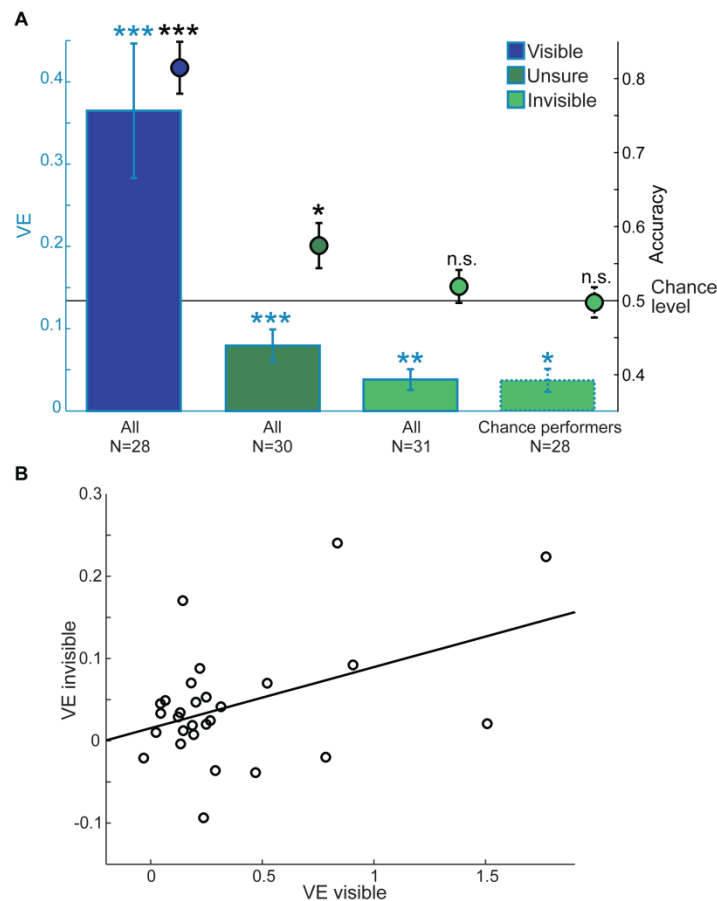 A
***
***
Visible
Unsure
Invisible
0.4
0.3
0.2
0.1
0
VE
0.8
0.7
0.6
0.5
0.4
Accuracy
Chance
level
*
n.s.
n.s.
***
**
*
All
N=28
All
N=30
All
N=31
Chance performers
N=28
B
0.3
0.2
0.1
0
-0.1
VE invisible
0
0.5
1
1.5
VE visible